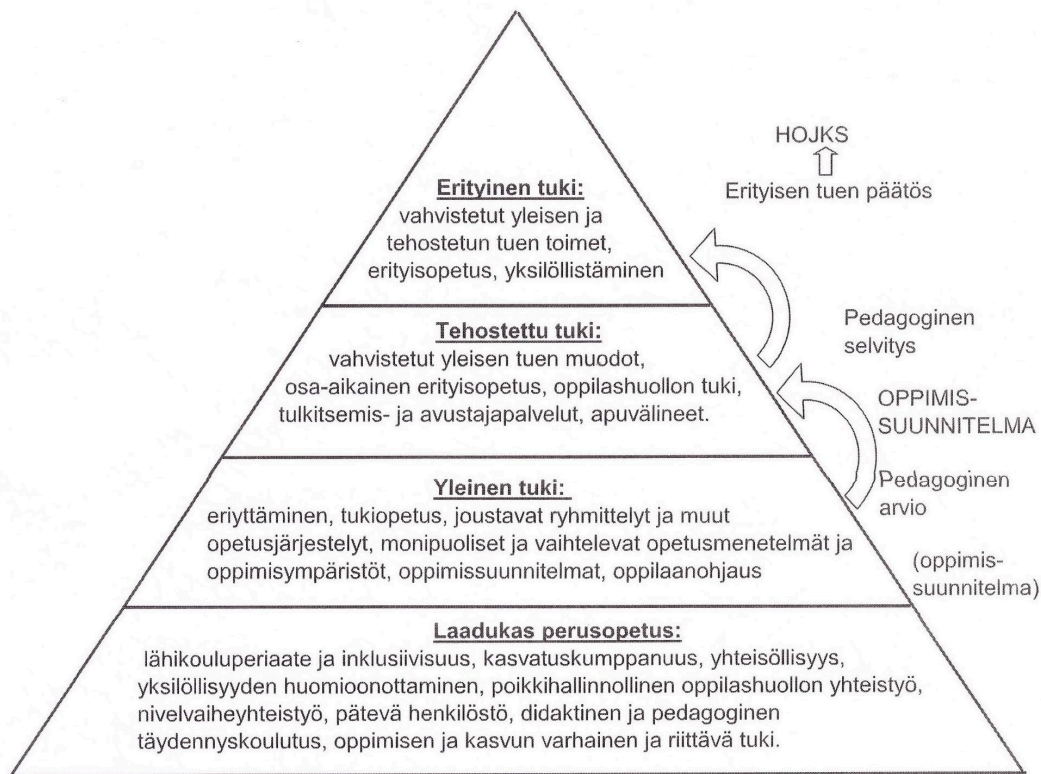 HOJKS
Erityisen tuen päätös
Erityinen tuki:
vahvistetut yleisen ja
tehostetun tuen toimet,
erityisopetus, yksilöllistäminen
Pedagoginen
selvitys
Tehostettu tuki:
vahvistetut yleisen tuen muodot,
osa-aikainen erityisopetus, oppilashuollon tuki,
tulkitsemis- ja avustajapalvelut, apuvälineet.
OPPIMIS-
SUUNNITELMA
Pedagoginen
arvio
Yleinen tuki:
eriyttäminen, tukiopetus, joustavat ryhmittelyt ja muut
opetusjärjestelyt, monipuoliset ja vaihtelevat opetusmenetelmät ja
oppimisympäristöt, oppimissuunnitelmat, oppilaanohjaus
(oppimis-
suunnitelma)
Laadukas perusopetus:
lähikouluperiaate ja inklusiivisuus, kasvatuskumppanuus, yhteisöllisyys,
yksilöllisyyden huomioonottaminen, poikkihallinnollinen oppilashuollon yhteistyö,
nivelvaiheyhteistyö, pätevä henkilöstö, didaktinen ja pedagoginen
täydennyskoulutus, oppimisen ja kasvun varhainen ja riittävä tuki.